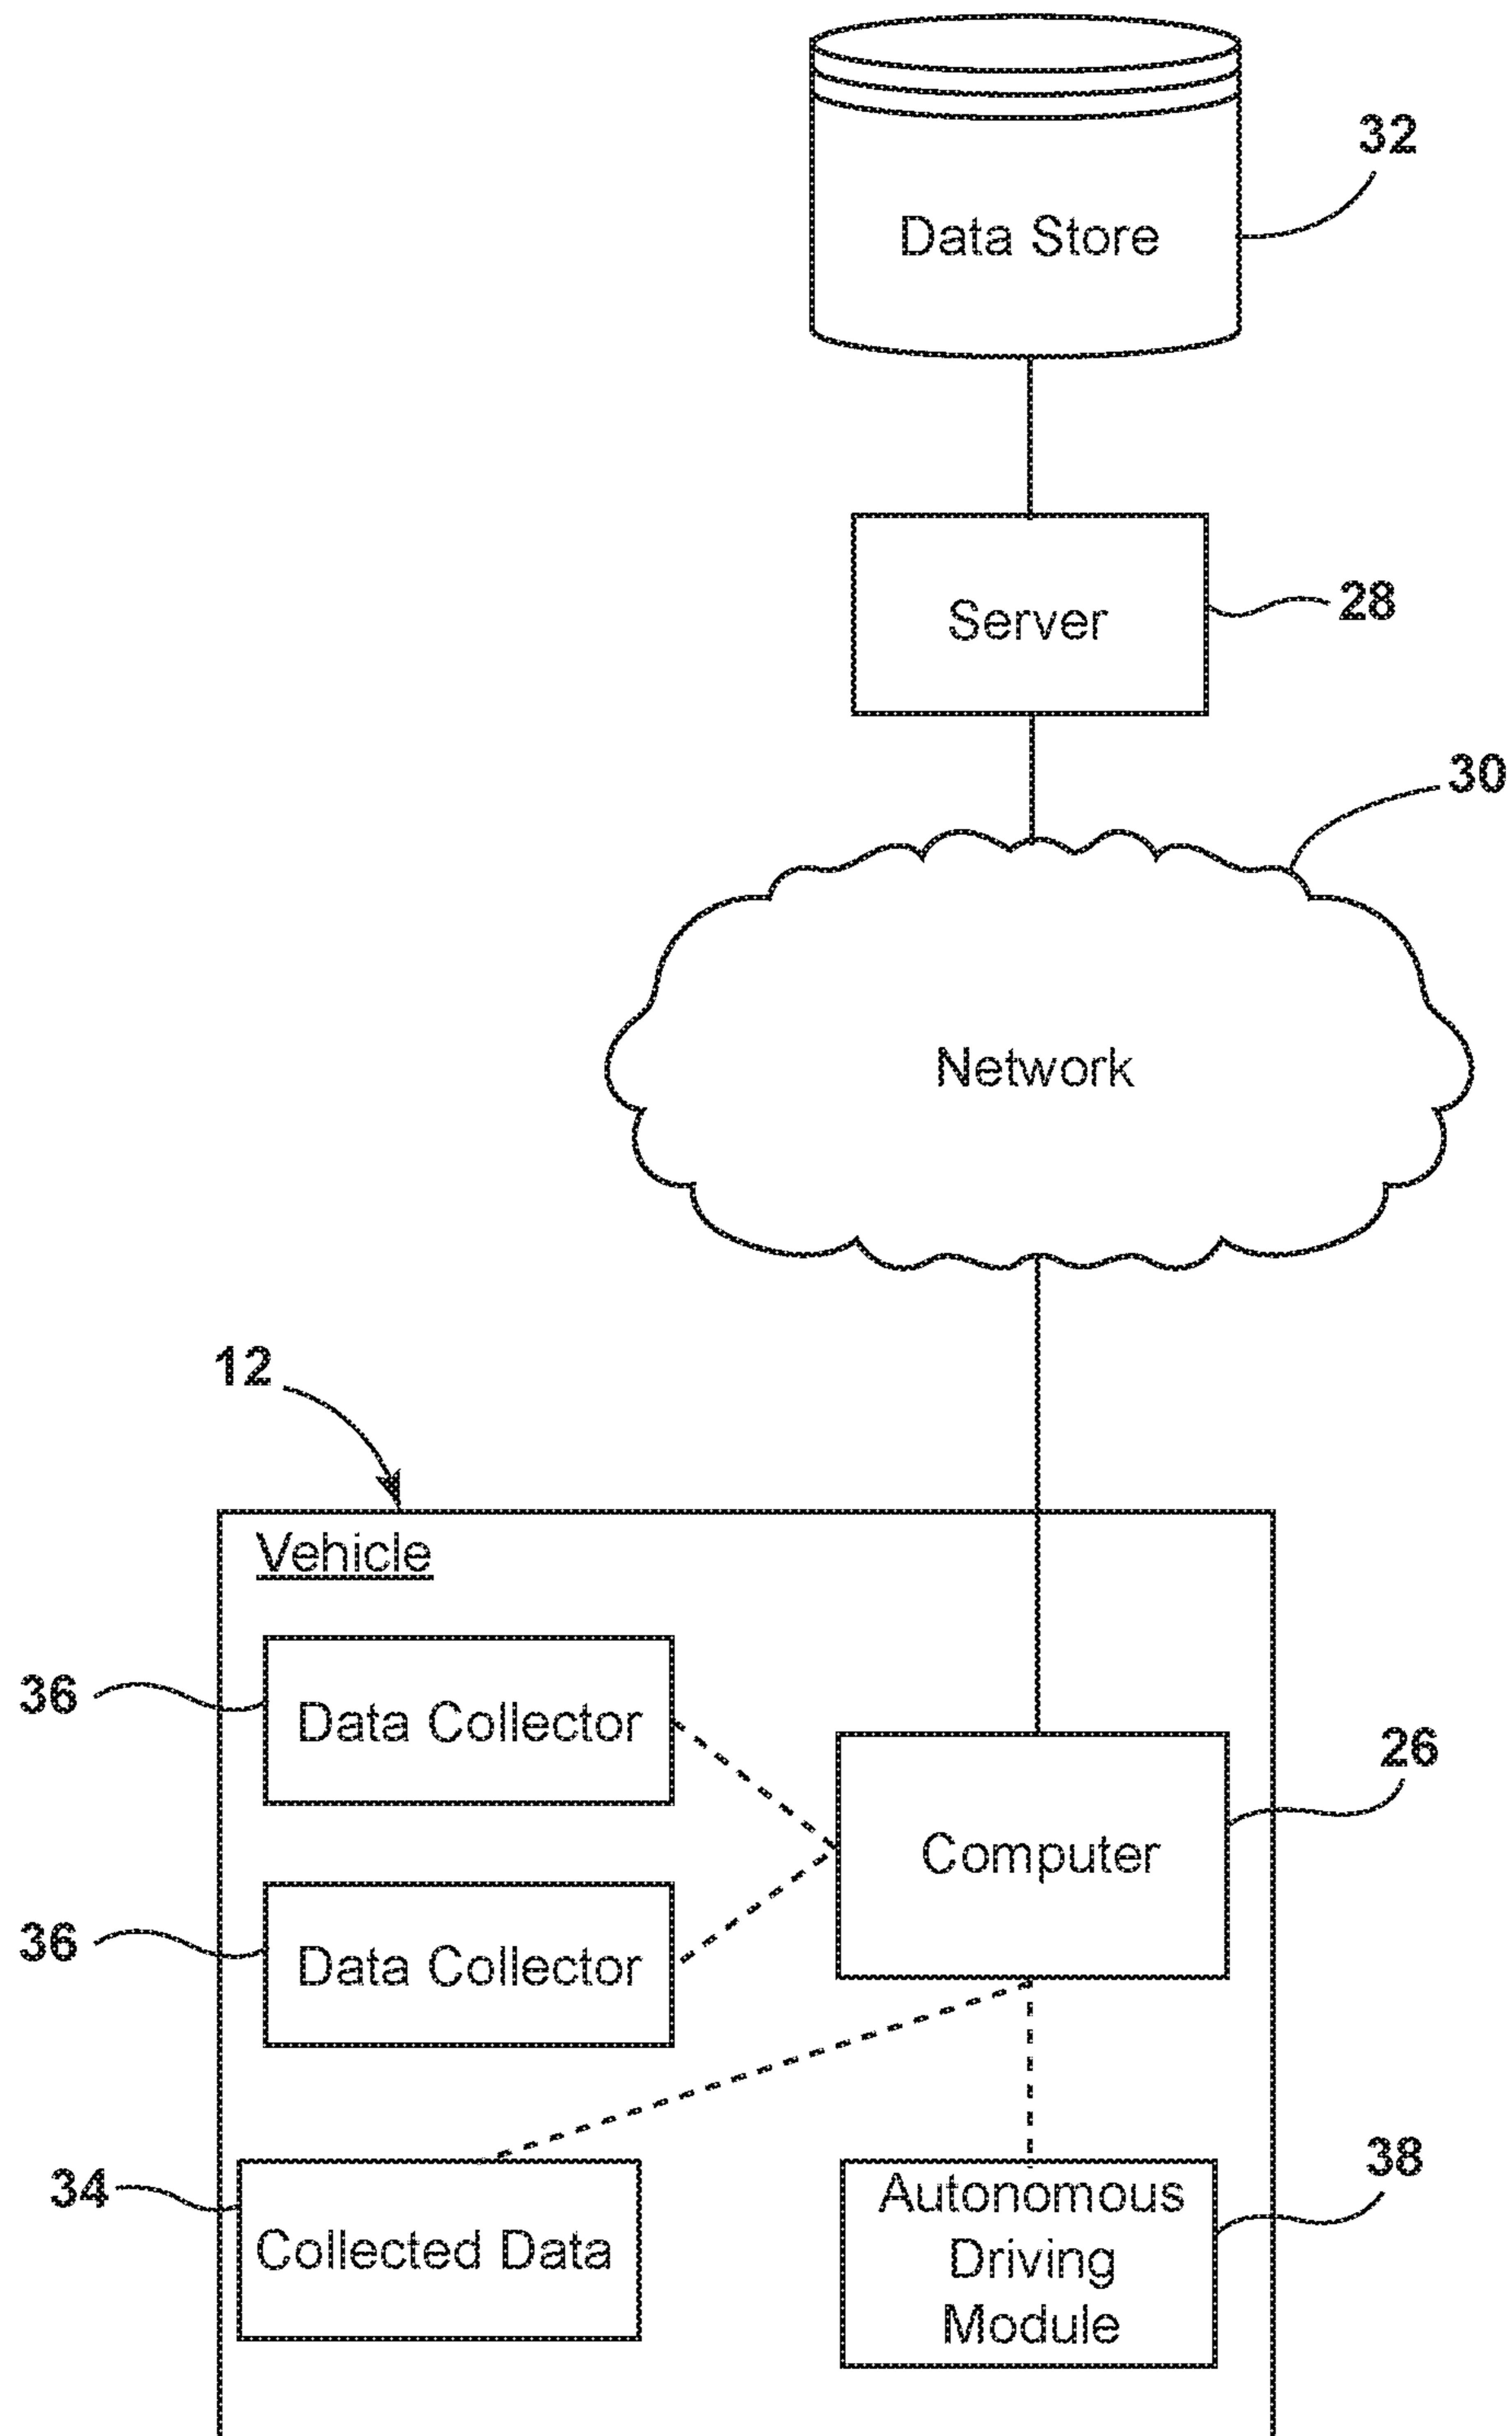 32
Data Store
28
Server
30
Network
12
Vehicle
36
Data Collector
26
Computer
36
Data Collector
34
Collected Data
38
Autonomous
Driving
Module